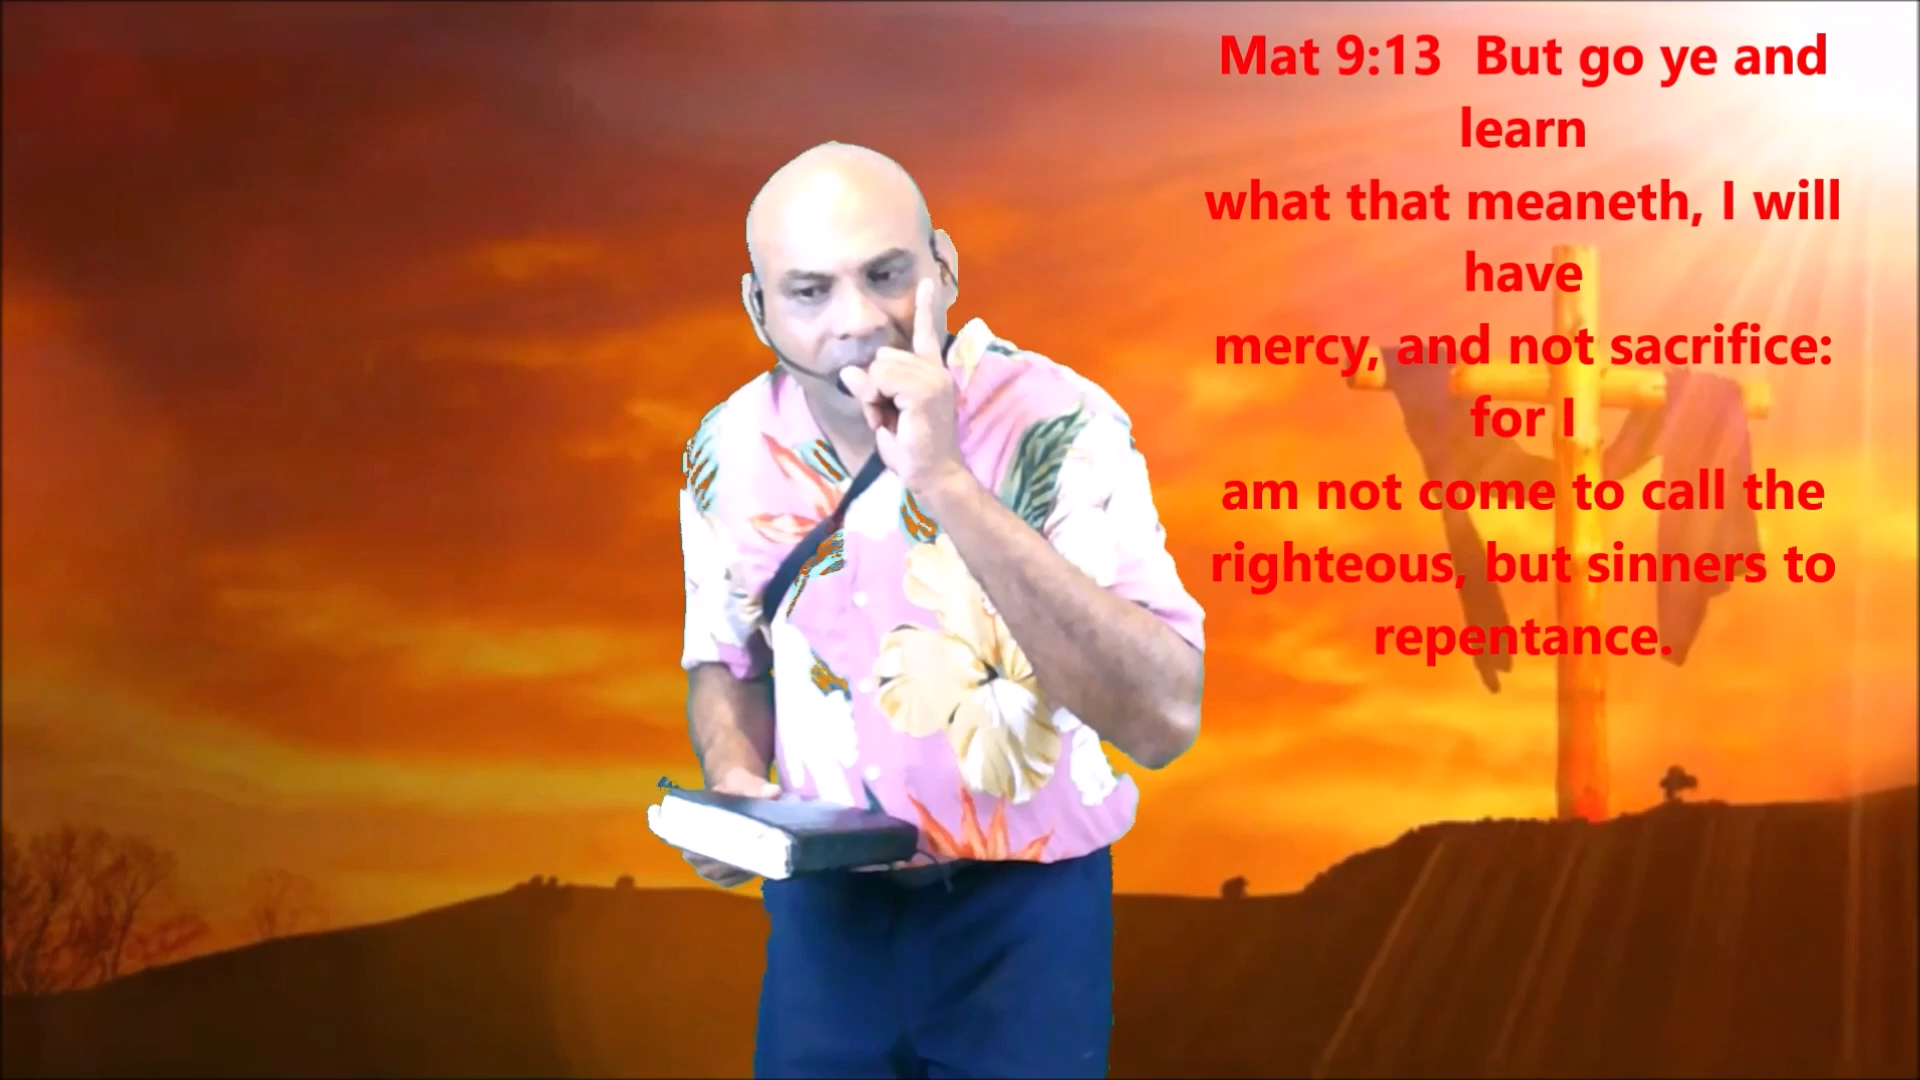 Mat 9:13  But go ye and
learn
what that meaneth, I will
have
mercy, and not sacrifice:
for I
am not come to call the
righteous, but sinners to
repentance.